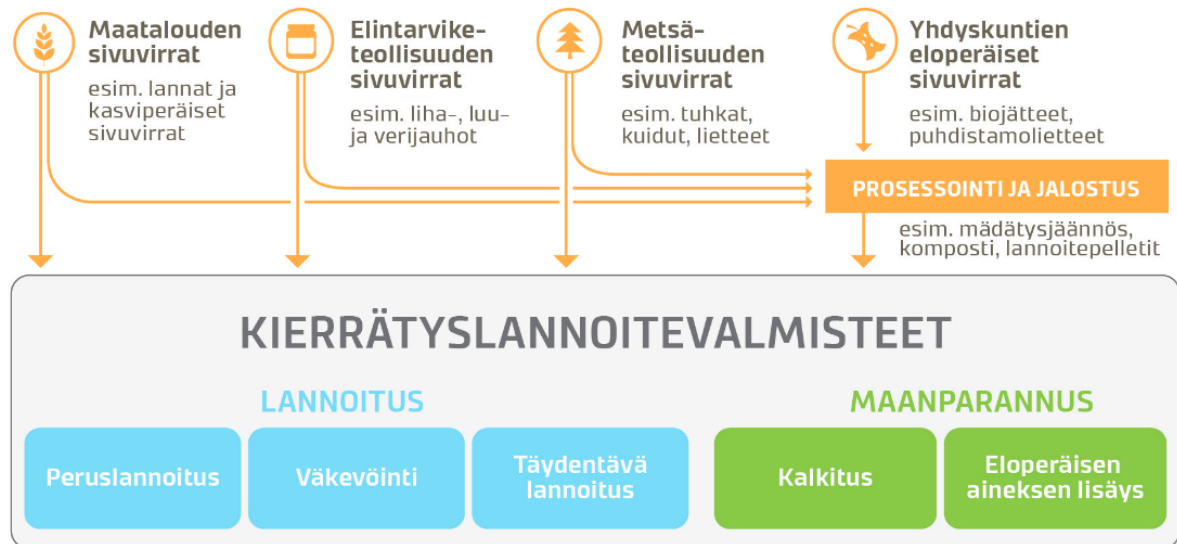 Maatalouden
sivuvirrat
esim. lannat ja
kasviperäiset
sivuvirrat
Elintarvike-
teollisuuden
sivuvirrat
esim. liha-, luu-
ja verijauhot
Metsä-
teollisuuden
sivuvirrat
esim. tuhkat,
kuidut, lietteet
Yhdyskuntien
eloperäiset
sivuvirrat
esim. biojätteet,
puhdistamolietteet
PROSESSOINTI JA JALOSTUS
esim. mädätysjäännös,
komposti, lannoitepelletit
KIERRÄTYSLANNOITEVALMISTEET
LANNOITUS
Peruslannoitus
Väkevöinti
Täydentävä
lannoitus
MAANPARANNUS
Kalkitus
Eloperäisen
aineksen lisäys